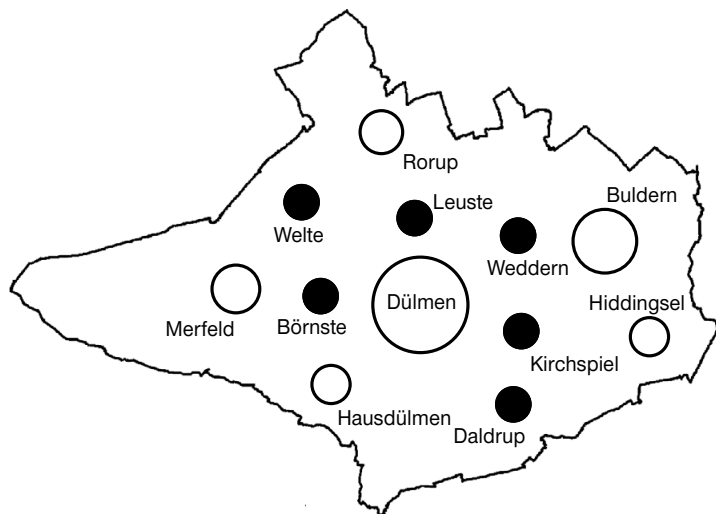 Rorup
Buldern
Leuste
Welte
Weddern
Dülmen
Hiddingsel
Merfeld
Börnste
Kirchspiel
Hausdülmen
Daldrup